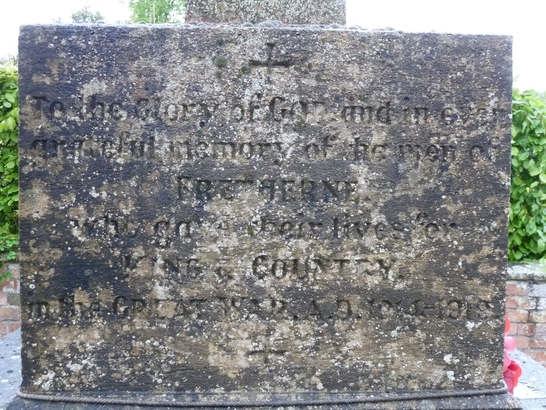 To the Glory of GOD and in ever
grateful memory of the men of
FRETHERNE
who gave their lives for
KING & COUNTRY,
in the GREAT WAR, A.D. 1914-1918